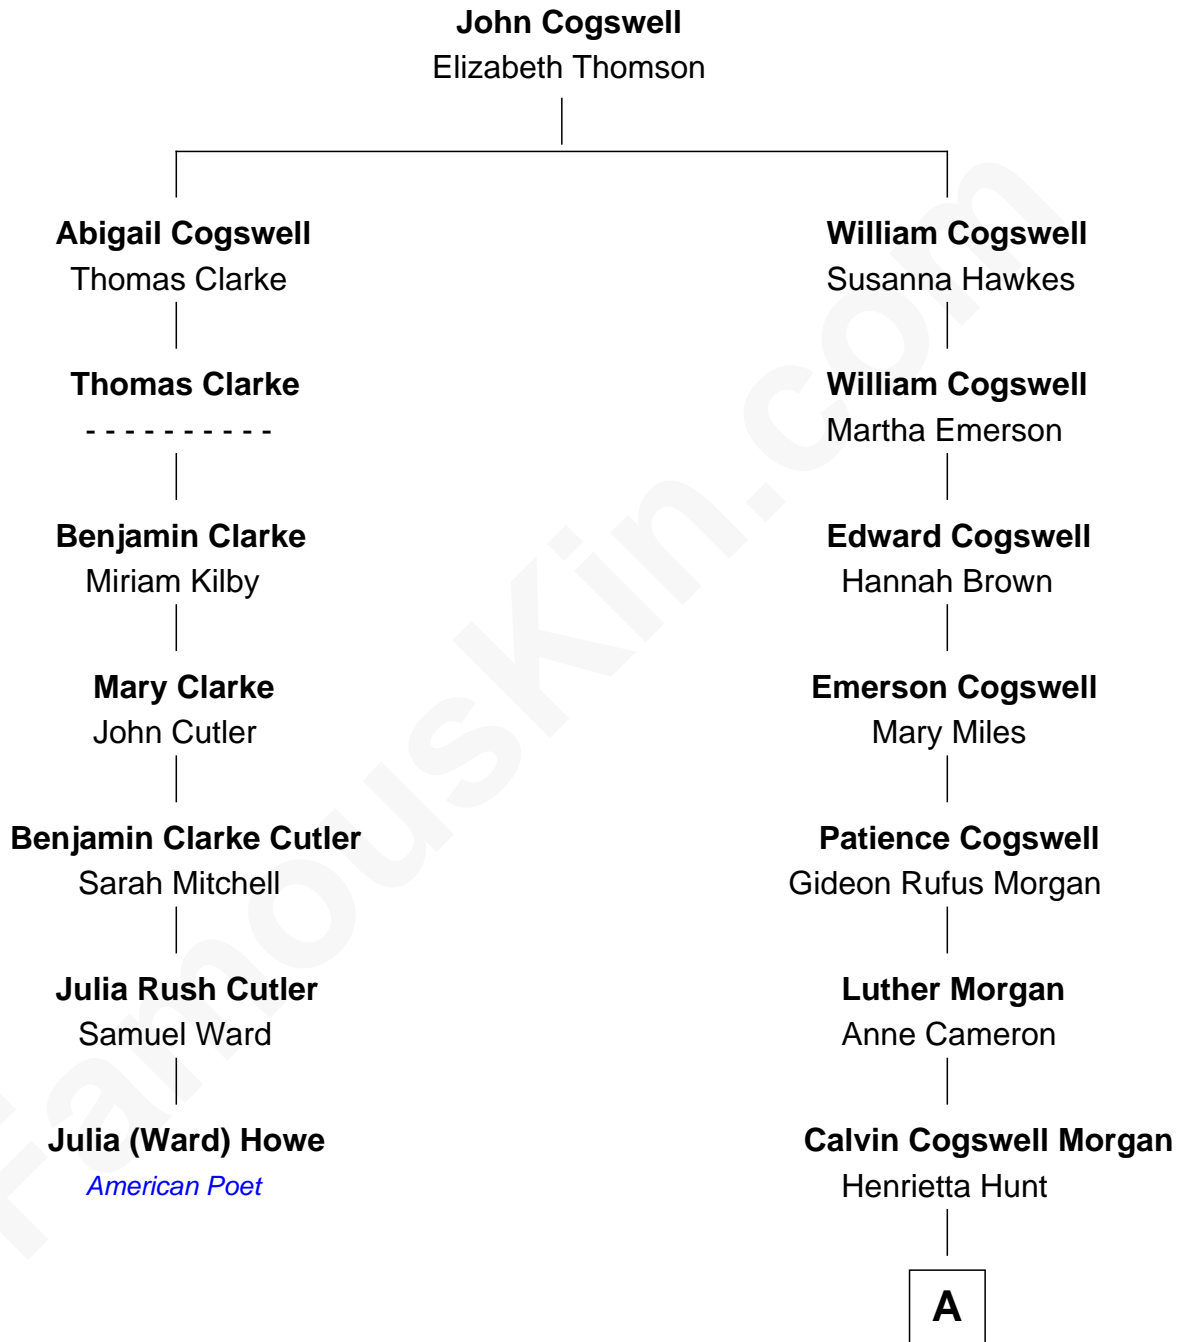 John Cogswell
Elizabeth Thomson
Abigail Cogswell
Thomas Clarke
William Cogswell
Susanna Hawkes
Thomas Clarke
- - - - - - - - - -
William Cogswell
Martha Emerson
Benjamin Clarke
Miriam Kilby
Edward Cogswell
Hannah Brown
Mary Clarke
John Cutler
Emerson Cogswell
Mary Miles
Benjamin Clarke Cutler
Sarah Mitchell
Patience Cogswell
Gideon Rufus Morgan
Julia Rush Cutler
Samuel Ward
Luther Morgan
Anne Cameron
Julia (Ward) Howe
American Poet
Calvin Cogswell Morgan
Henrietta Hunt
A
FamousKin.com